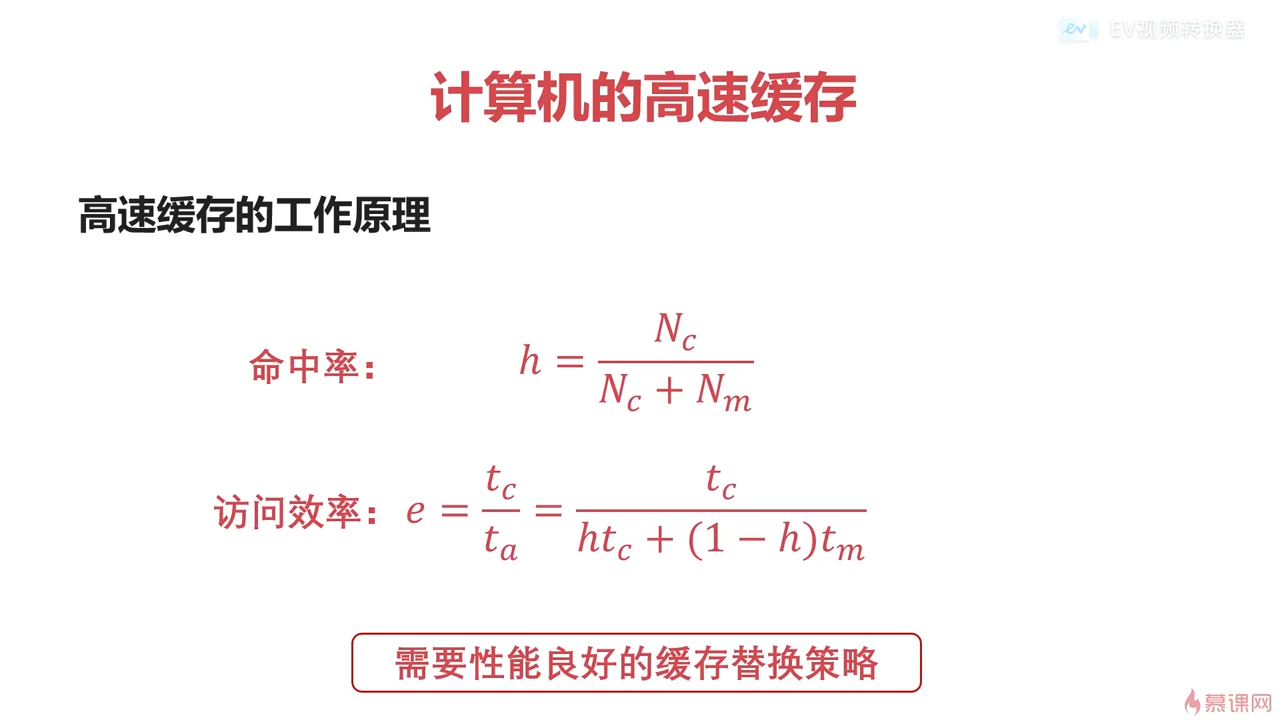 EV视频转换器
计算机的高速缓存
高速缓存的工作原理
命中率: h = N_c / (N_c + N_m)
访问效率: e = t_c / t_a = t_c / (ht_c + (1 − h)t_m)
需要性能良好的缓存替换策略
慕课网